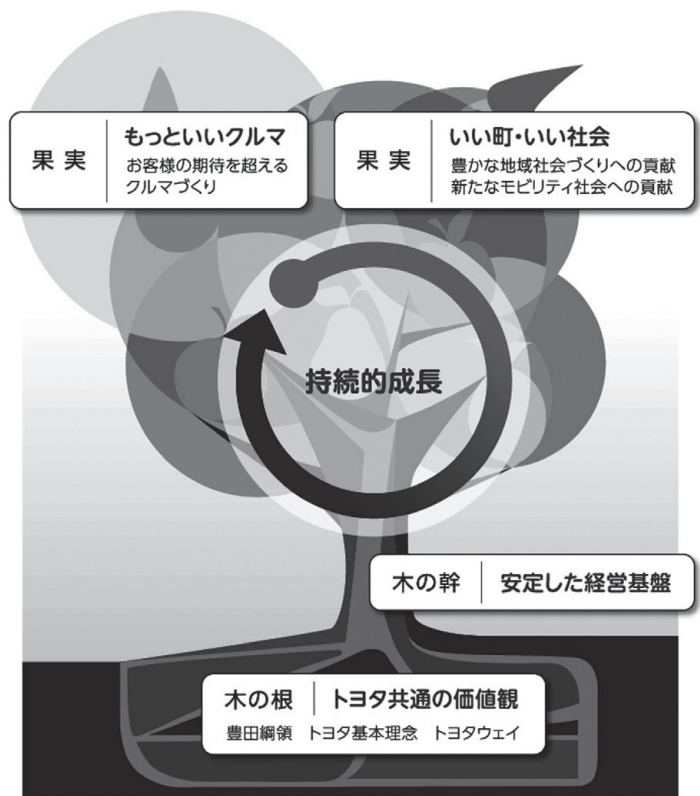 果実
もっといいクルマ
お客様の期待を超える
クルマづくり
果実
いい町・いい社会
豊かな地域社会づくりへの貢献
新たなモビリティ社会への貢献
持続的成長
木の幹
安定した経営基盤
木の根
トヨタ共通の価値観
豊田綱領 トヨタ基本理念 トヨタウェイ